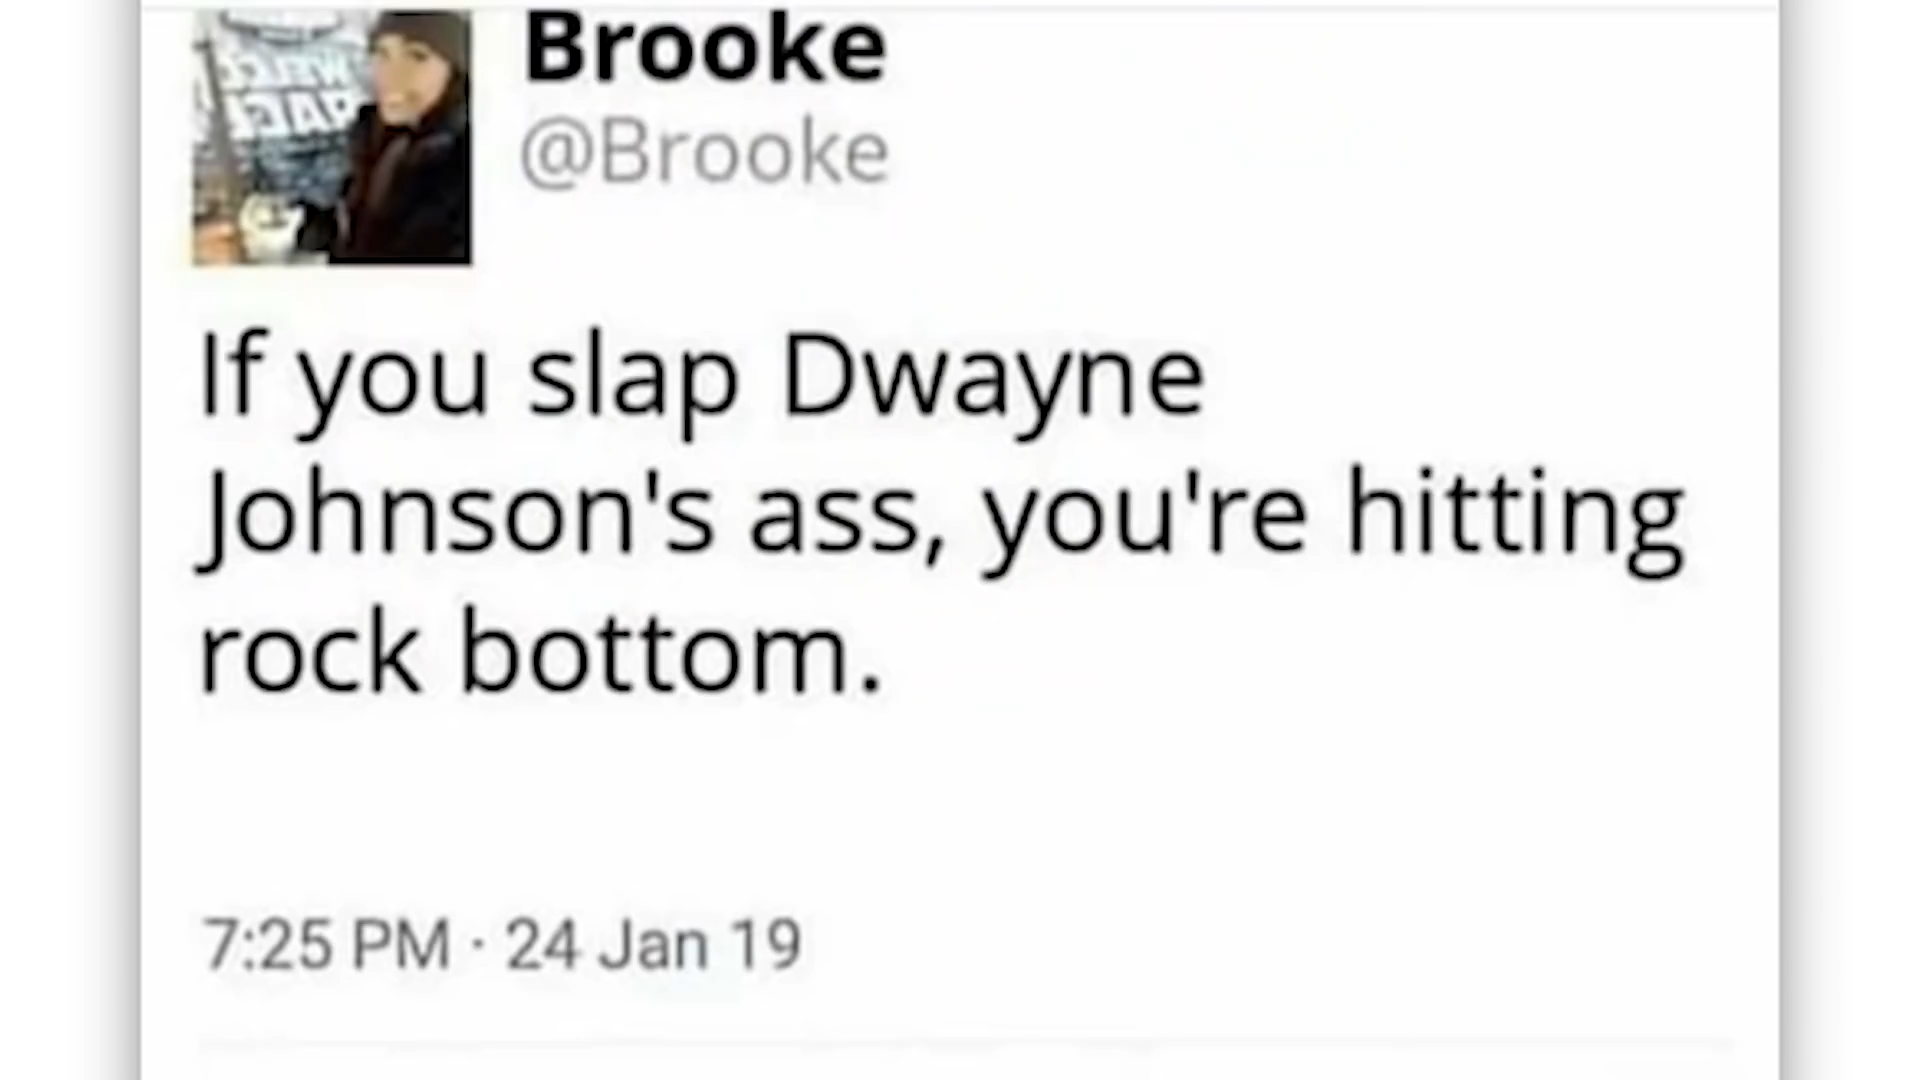 Brooke
@Brooke
If you slap Dwayne
Johnson's ass, you're hitting
rock bottom.
7:25 PM · 24 Jan 19